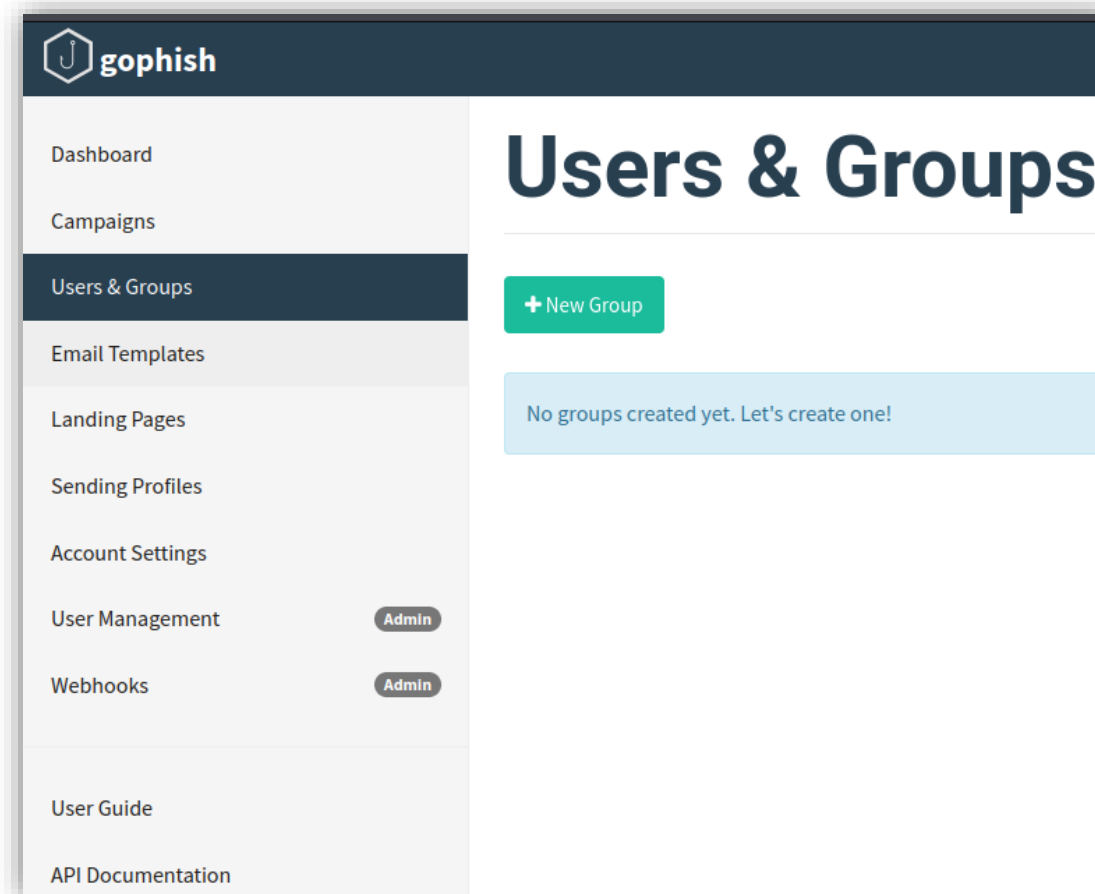 gophish
Dashboard
Campaigns
Users & Groups
Email Templates
Landing Pages
Sending Profiles
Account Settings
User Management Admin
Webhooks Admin
User Guide
API Documentation
Users & Groups
New Group
No groups created yet. Let's create one!